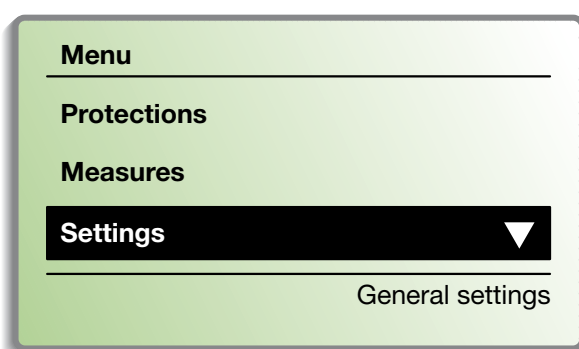 Menu
Protections
Measures
Settings
General settings